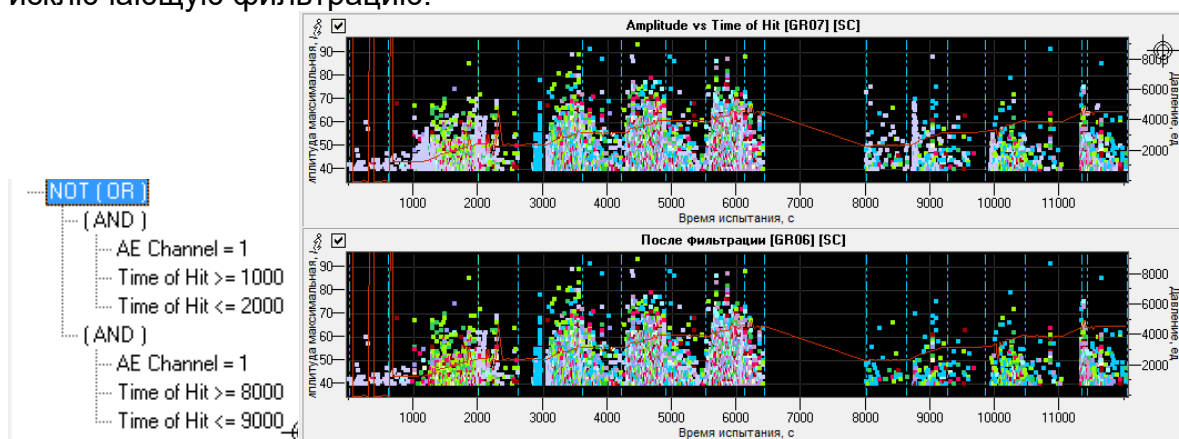 исключающую фильтрацию.
NOT ( OR )
( AND )
AE Channel = 1
Time of Hit >= 1000
Time of Hit <= 2000
( AND )
AE Channel = 1
Time of Hit >= 8000
Time of Hit <= 9000
Amplitude vs Time of Hit [GR07] [SC]
90
80
70
60
50
40
8000
6000
4000
2000
Давление, ед
1000 2000 3000 4000 5000 6000 7000 8000 9000 10000 11000
Время испытания, с
После фильтрации [GR06] [SC]
90
80
70
60
50
40
8000
6000
4000
2000
Давление, ед
1000 2000 3000 4000 5000 6000 7000 8000 9000 10000 11000
Время испытания, с